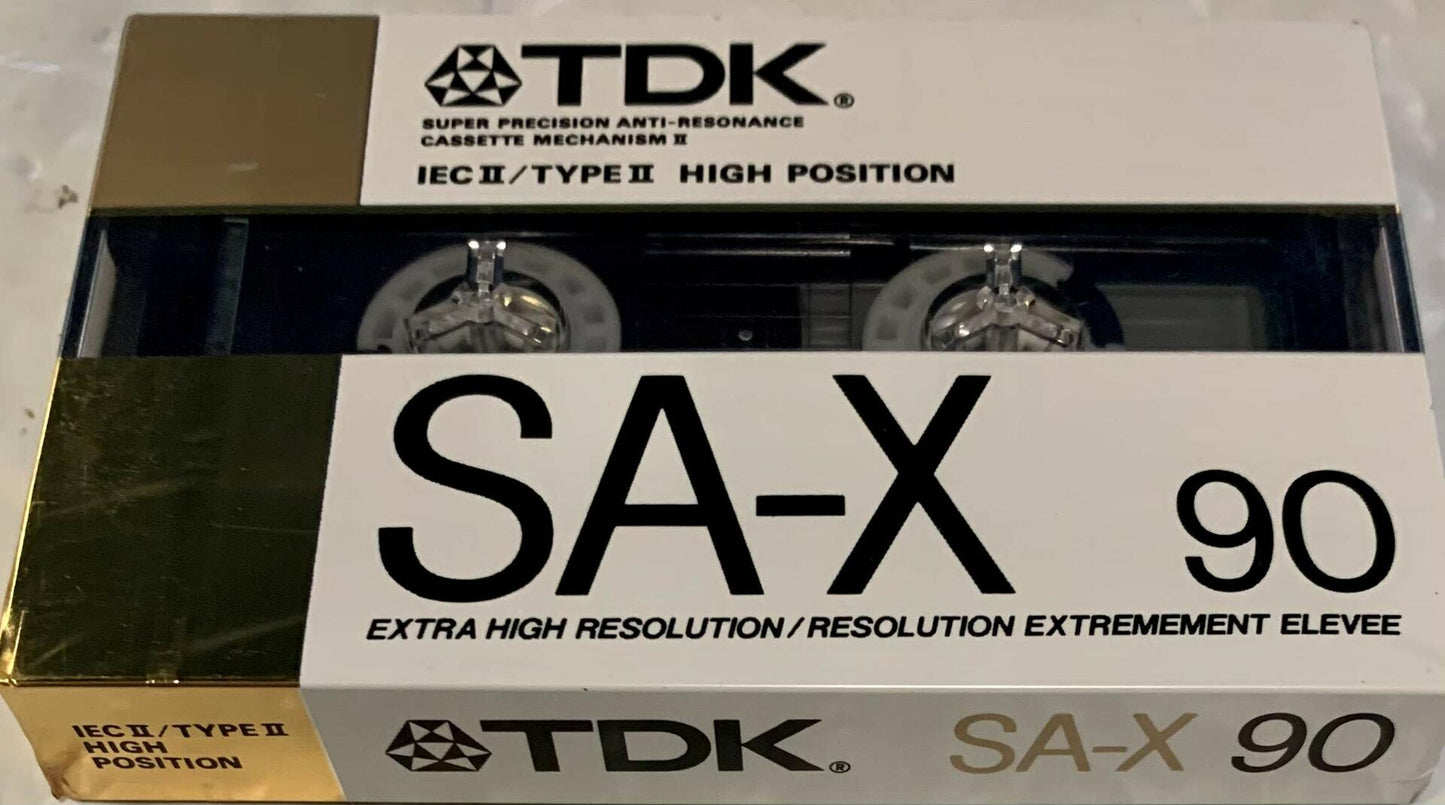 TDK®
SUPER PRECISION ANTI-RESONANCE
CASSETTE MECHANISM II
IEC II/TYPE II HIGH POSITION
SA-X 90
EXTRA HIGH RESOLUTION/RESOLUTION EXTREMEMENT ELEVEE
IEC II/TYPE II
HIGH
POSITION
TDK®
SA-X 90